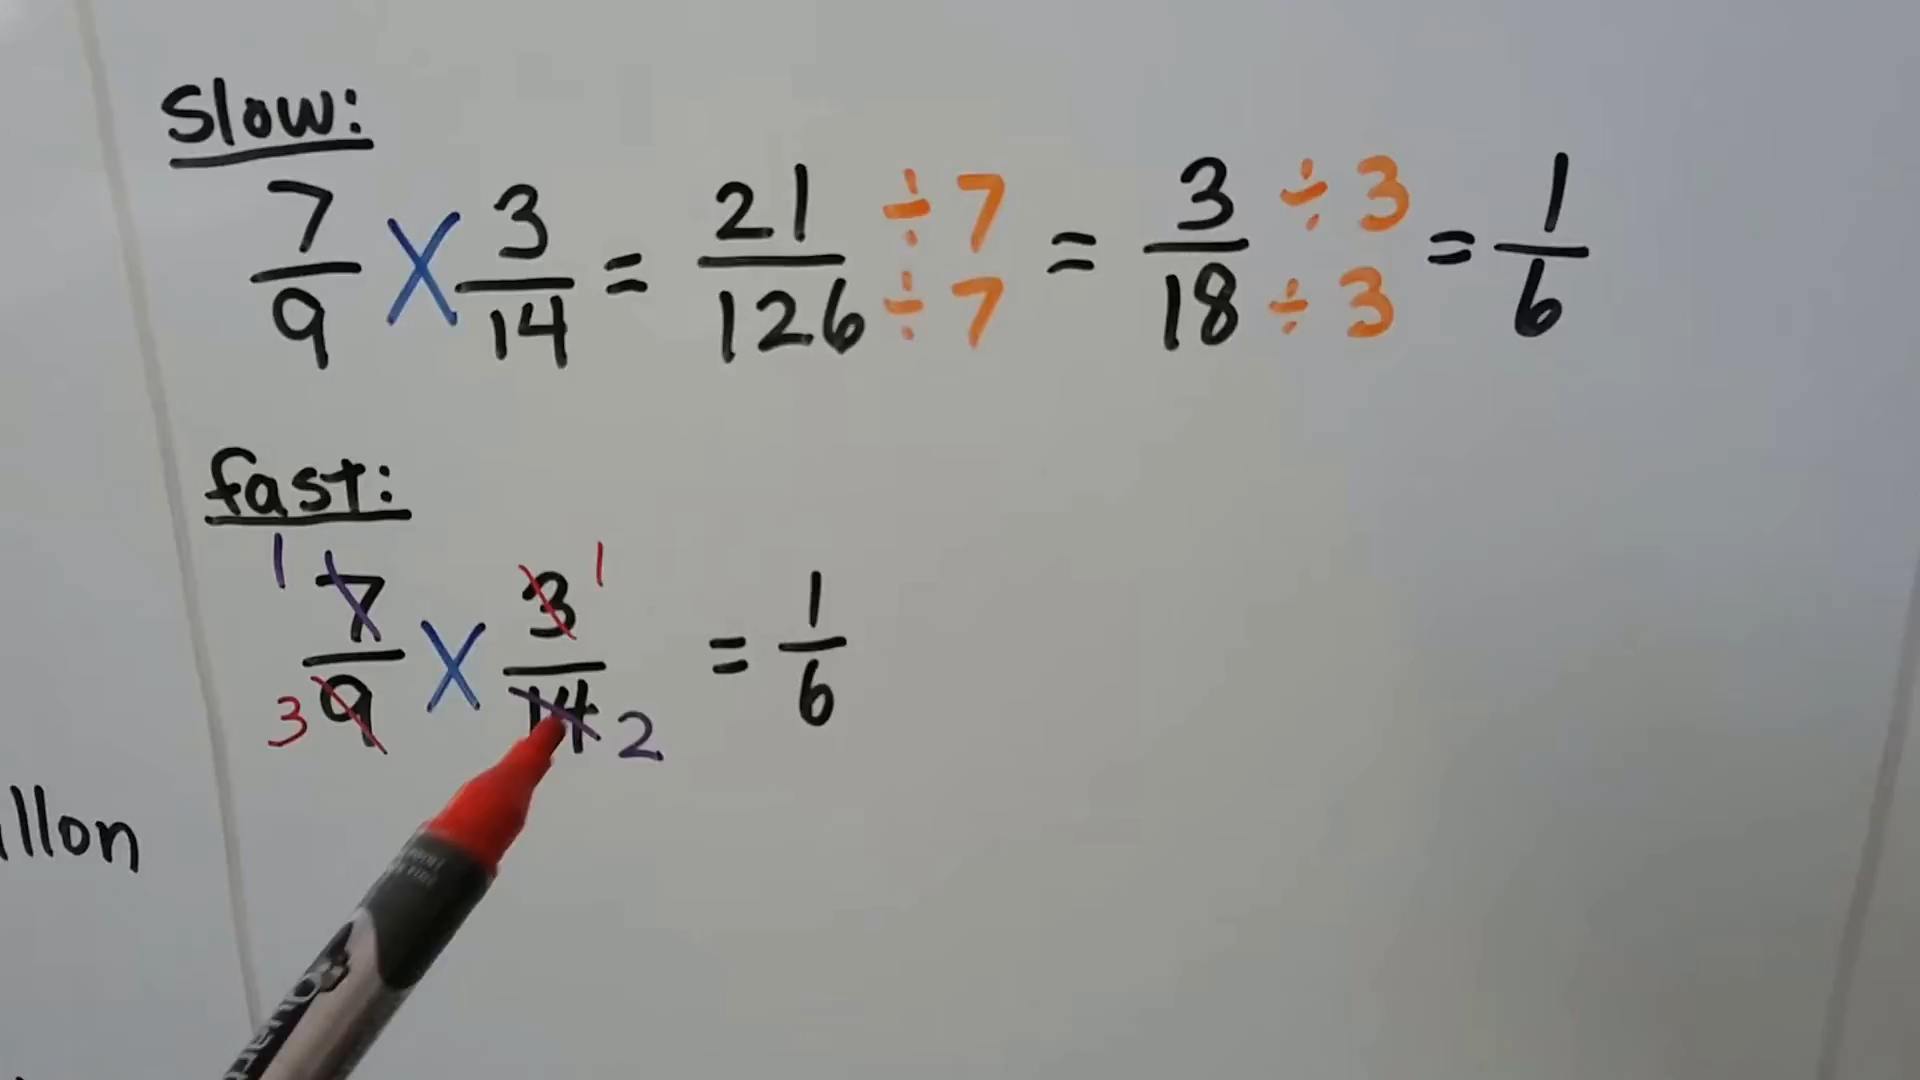 Slow:
7/9 X 3/14 = 21/126 ÷7/÷7 = 3/18 ÷3/÷3 = 1/6
fast:
1 7/9 3 X 3/14 1 2 = 1/6
llon